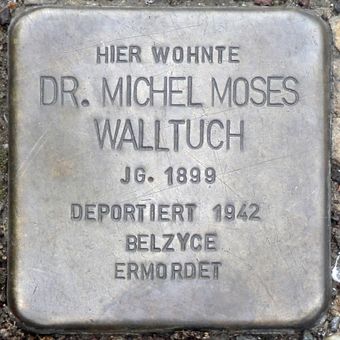 HIER WOHNTE
DR. MICHEL MOSES
WALLTUCH
JG. 1899
DEPORTIERT 1942
BELZYCE
ERMORDET